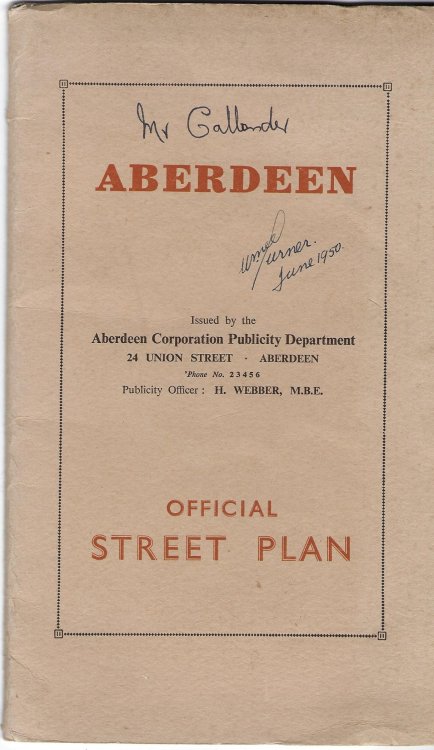 Mr Callander
ABERDEEN
Turner.
June 1950.
Issued by the
Aberdeen Corporation Publicity Department
24 UNION STREET · ABERDEEN
'Phone No. 23456
Publicity Officer : H. WEBBER, M.B.E.
OFFICIAL
STREET PLAN